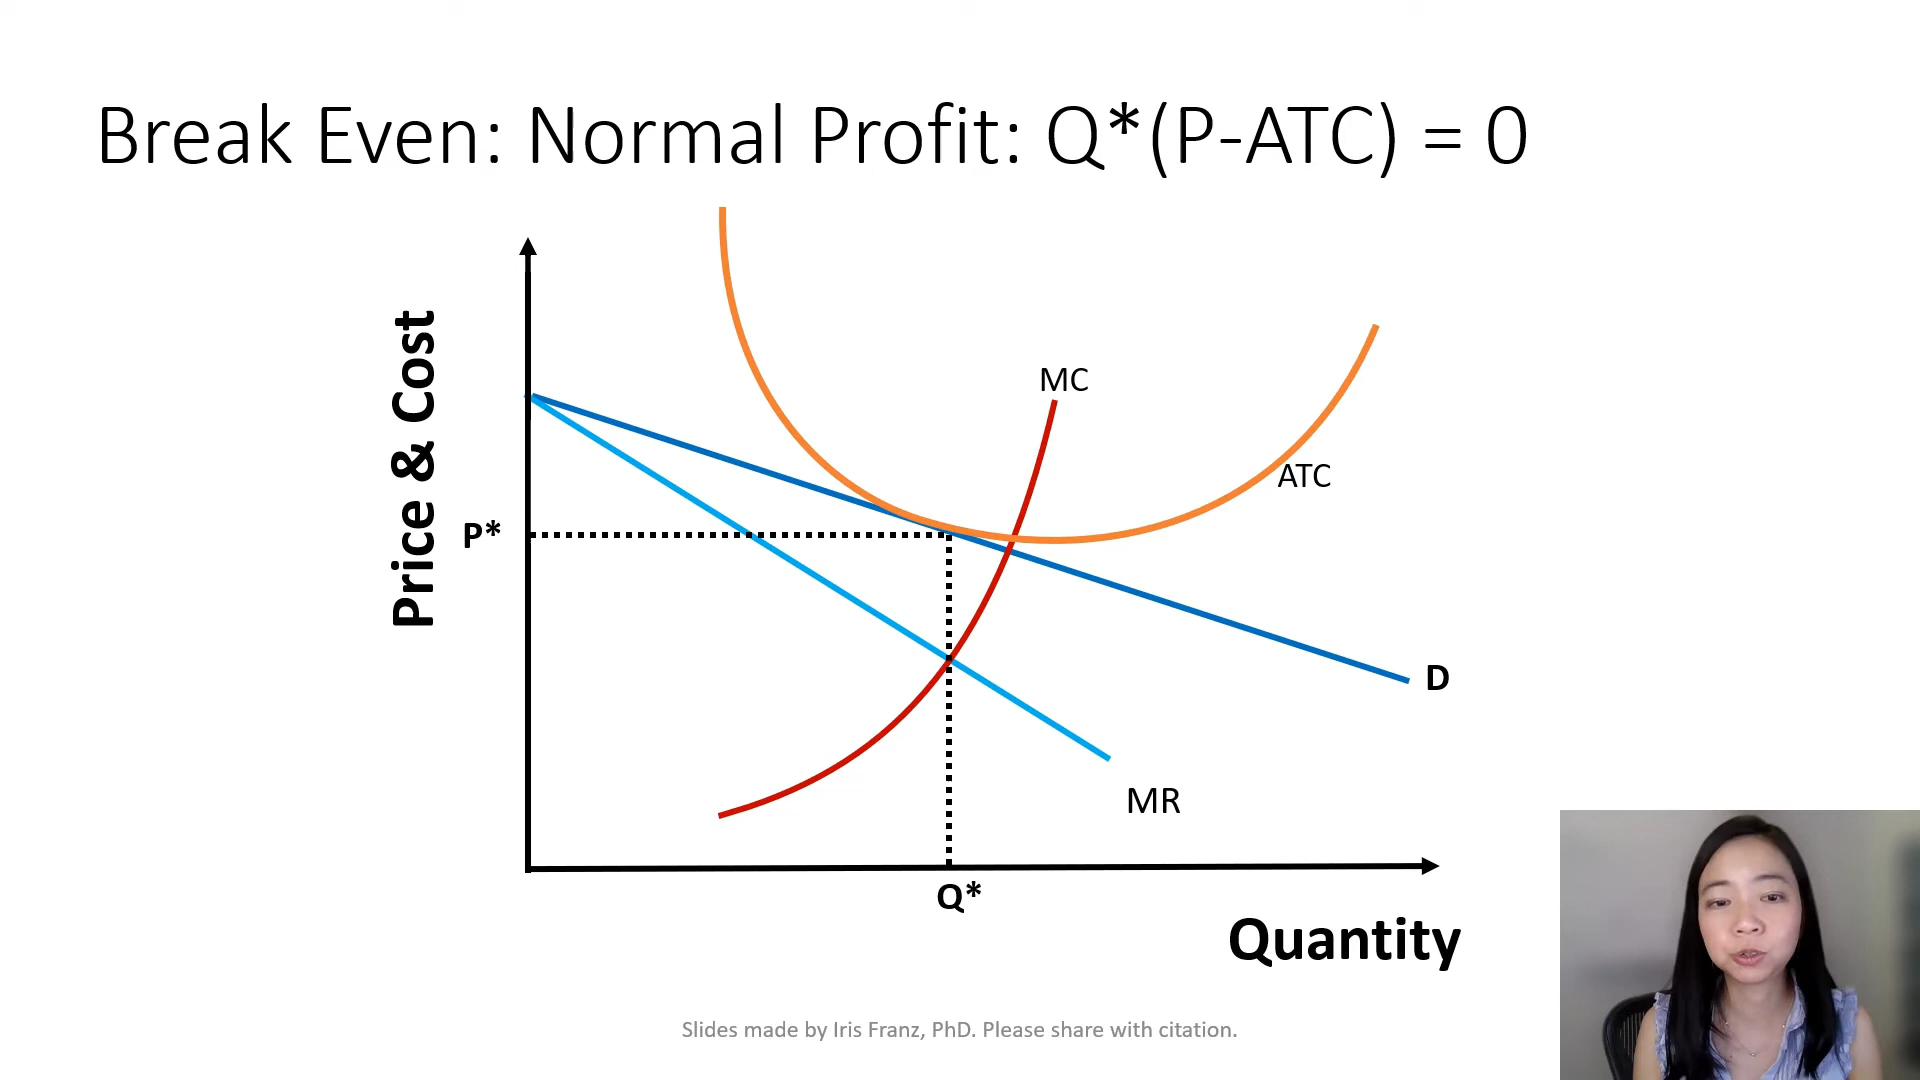 Break Even: Normal Profit: Q*(P-ATC) = 0
Price & Cost
MC
ATC
P*
D
MR
Q*
Quantity
Slides made by Iris Franz, PhD. Please share with citation.